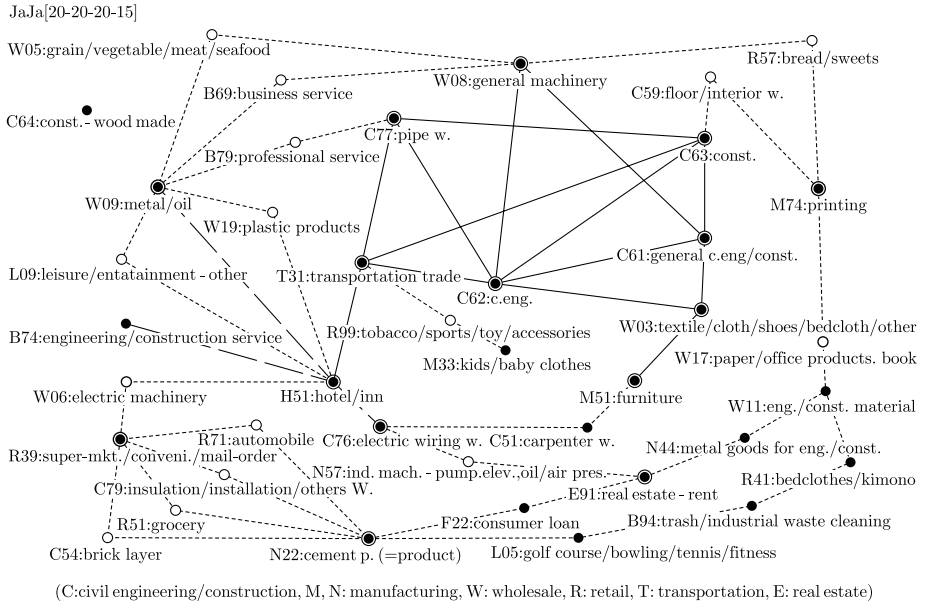 JaJa[20-20-20-15]
W05:grain/vegetable/meat/seafood
R57:bread/sweets
W08:general machinery
B69:business service
C59:floor/interior w.
C64:const.-wood made
C77:pipe w.
B79:professional service
C63:const.
W09:metal/oil
M74:printing
W19:plastic products
C61:general c.eng/const.
L09:leisure/entatainment-other
T31:transportation trade
C62:c.eng.
B74:engineering/construction service
R99:tobacco/sports/toy/accessories
W03:textile/cloth/shoes/bedcloth/other
M33:kids/baby clothes
W17:paper/office products. book
W06:electric machinery
H51:hotel/inn
M51:furniture
W11:eng./const. material
R71:automobile
C76:electric wiring w.
C51:carpenter w.
N44:metal goods for eng./const.
R39:super-mkt./conveni./mail-order
N57:ind. mach.-pump.elev.,oil/air pres.
R41:bedclothes/kimono
C79:insulation/installation/others W.
E91:real estate-rent
R51:grocery
F22:consumer loan
B94:trash/industrial waste cleaning
C54:brick layer
N22:cement p. (=product)
L05:golf course/bowling/tennis/fitness
(C:civil engineering/construction, M, N: manufacturing, W: wholesale, R: retail, T: transportation, E: real estate)